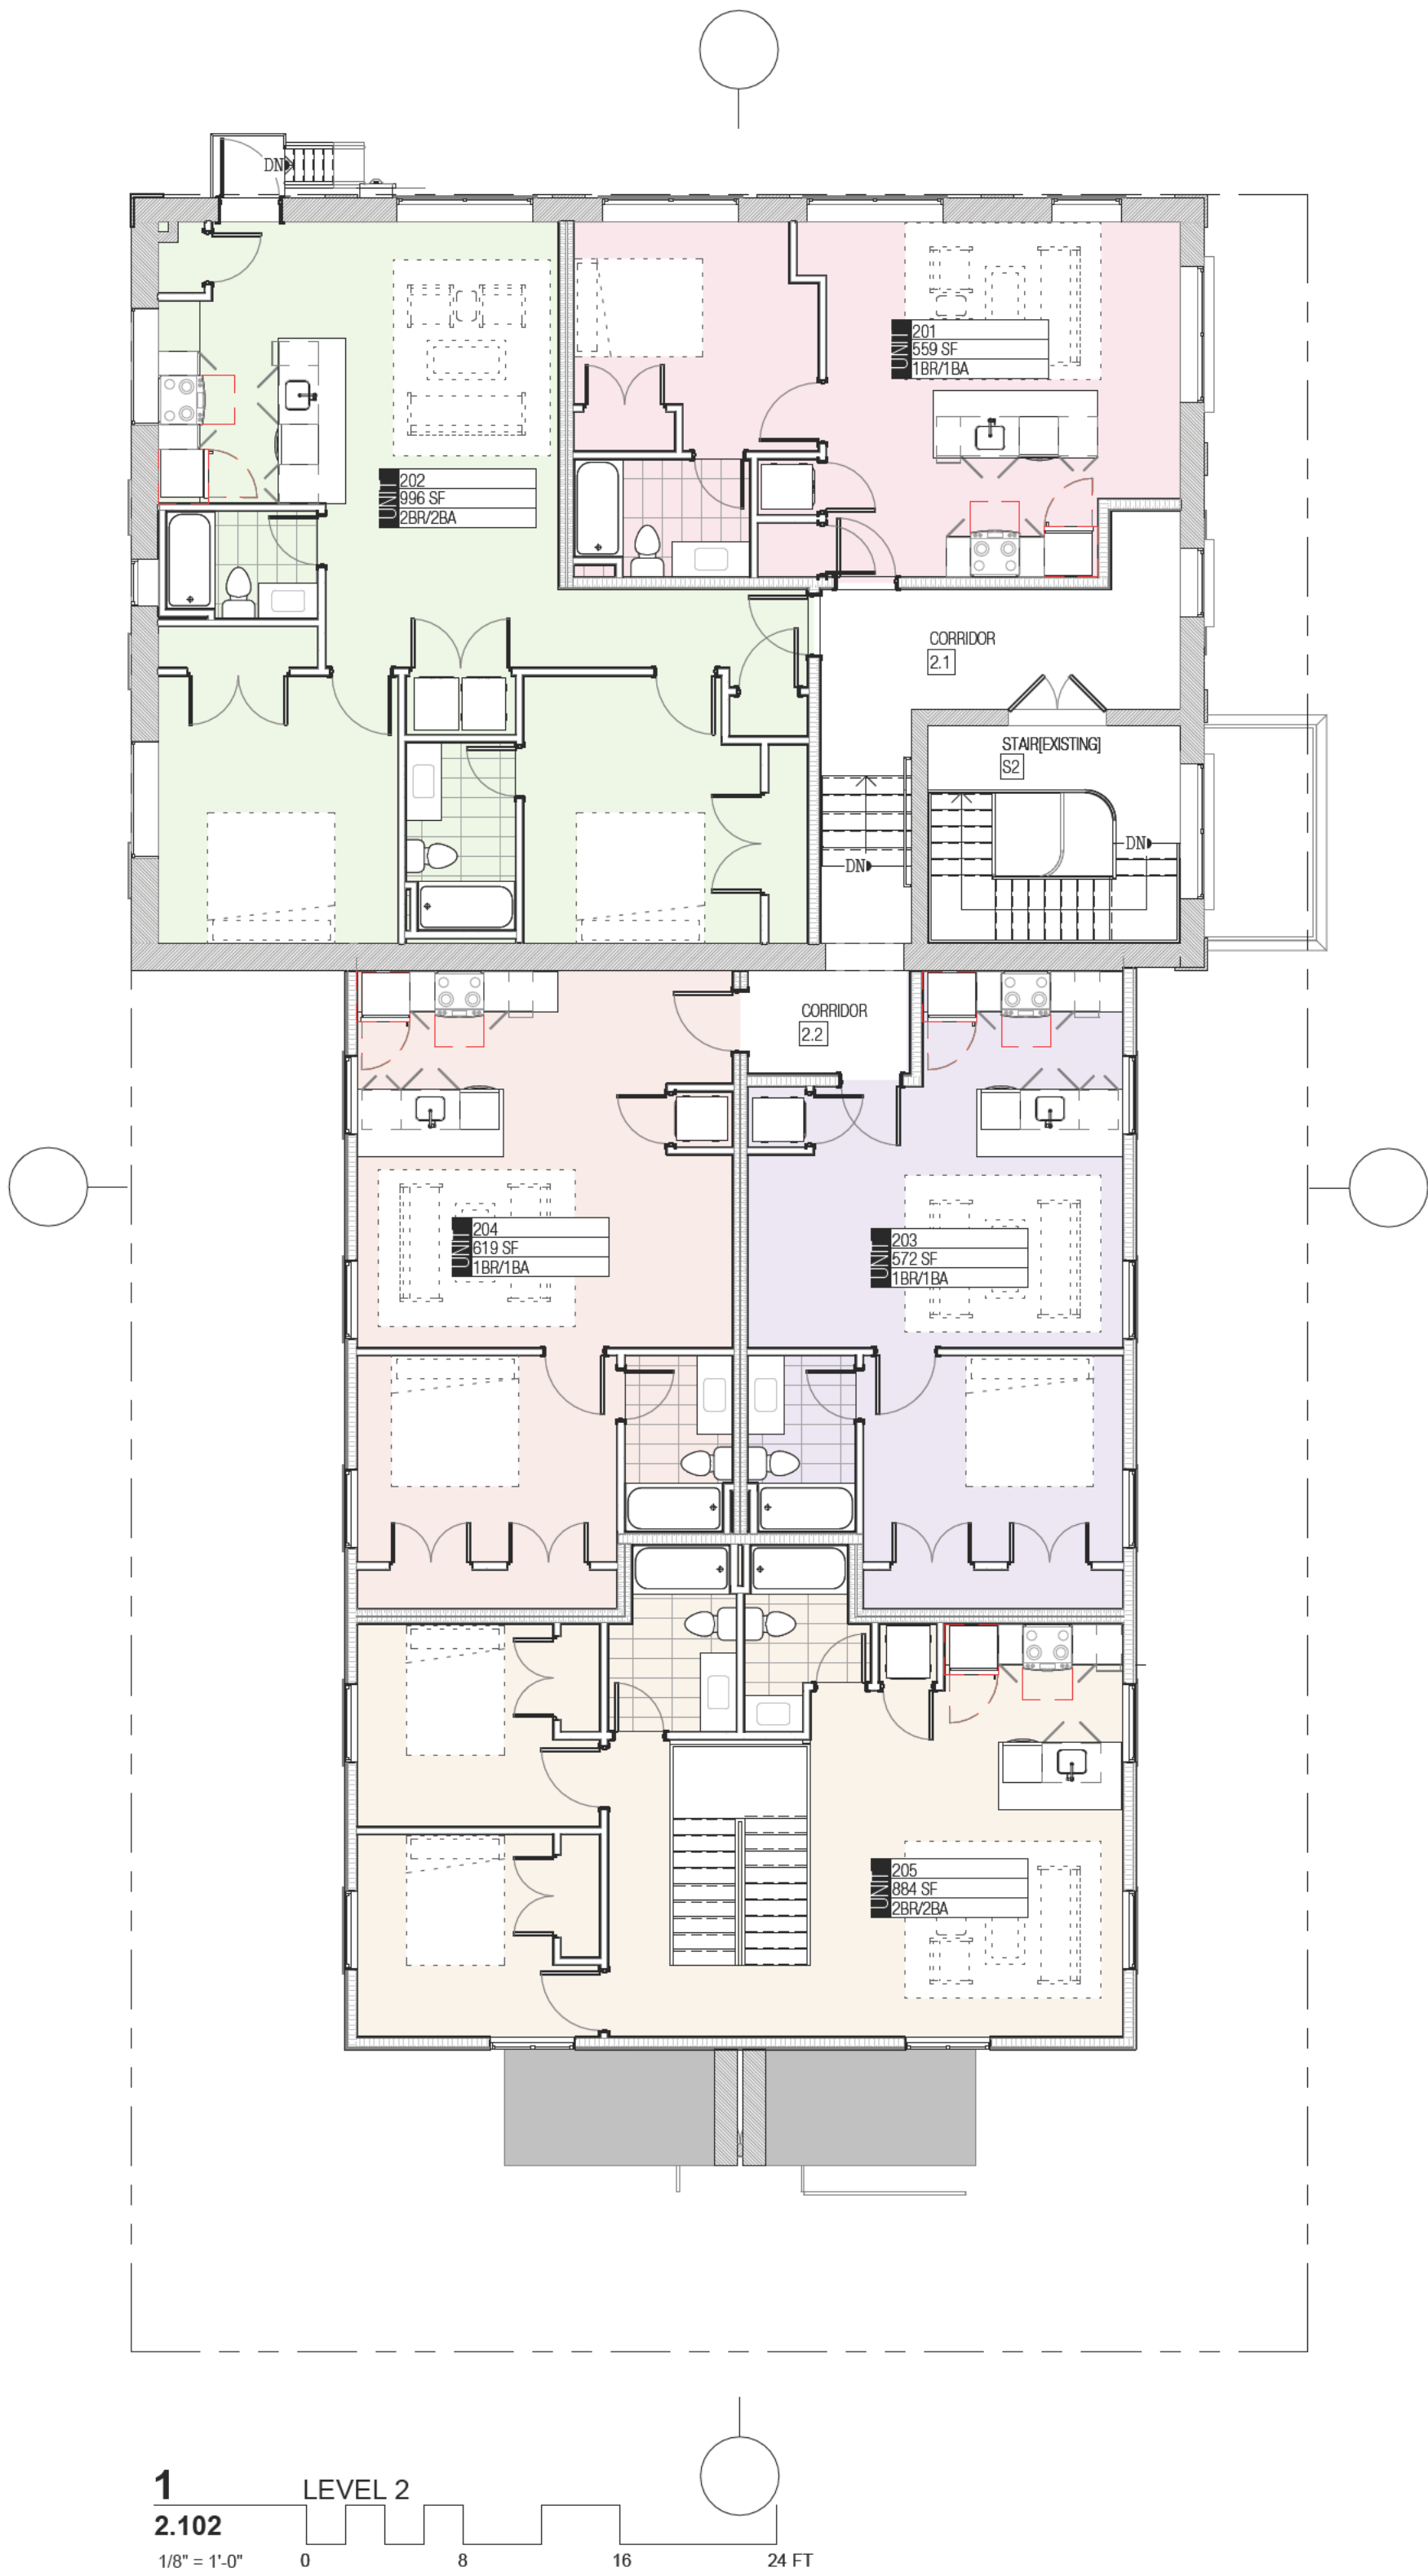 DN
UNIT
201
559 SF
1BR/1BA
UNIT
202
996 SF
2BR/2BA
CORRIDOR
2.1
STAIR[EXISTING]
S2
DN
DN
CORRIDOR
2.2
UNIT
204
619 SF
1BR/1BA
UNIT
203
572 SF
1BR/1BA
UNIT
205
884 SF
2BR/2BA
1
LEVEL 2
2.102
1/8" = 1'-0"
0 8 16 24 FT